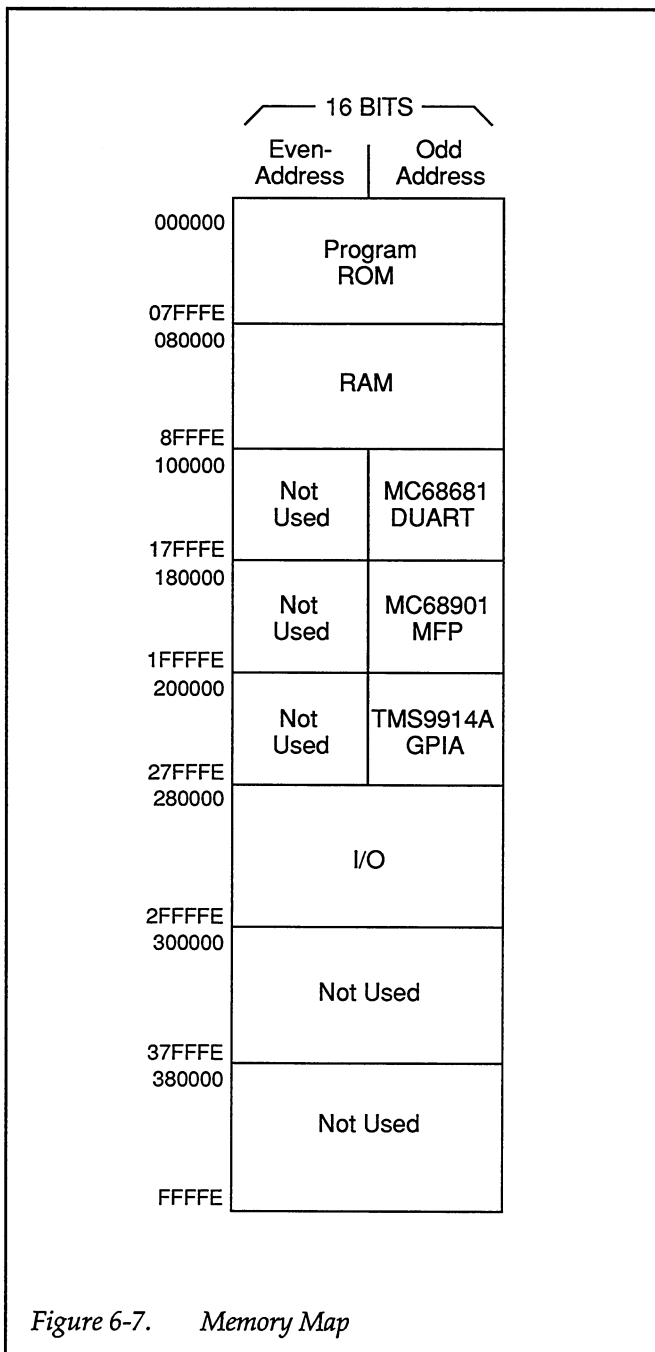 16 BITS
Even-
Address
Odd
Address
000000
Program
ROM
07FFFE
080000
RAM
8FFFE
100000
Not
Used
MC68681
DUART
17FFFE
180000
Not
Used
MC68901
MFP
1FFFFE
200000
Not
Used
TMS9914A
GPIA
27FFFE
280000
I/O
2FFFFE
300000
Not Used
37FFFE
380000
Not Used
FFFFE
Figure 6-7. Memory Map